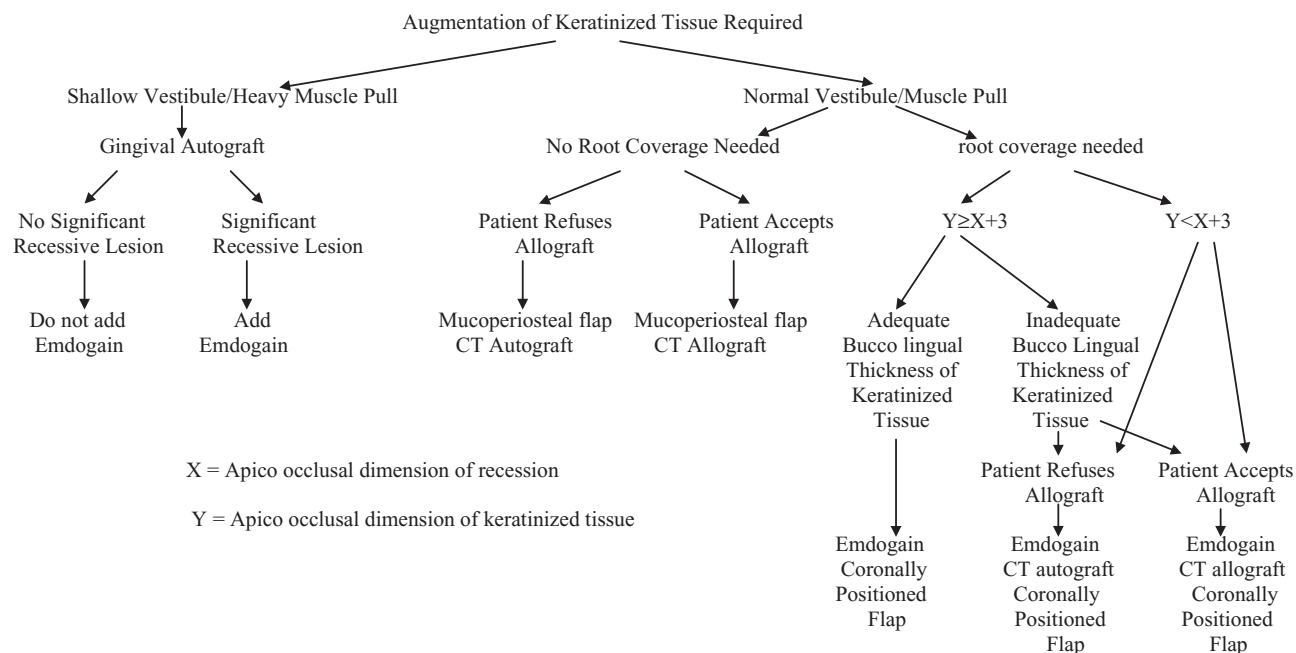 Augmentation of Keratinized Tissue Required
Shallow Vestibule/Heavy Muscle Pull
Normal Vestibule/Muscle Pull
Gingival Autograft
No Root Coverage Needed
root coverage needed
No Significant
Recessive Lesion
Significant
Recessive Lesion
Patient Refuses
Allograft
Patient Accepts
Allograft
Y≥X+3
Y<X+3
Do not add
Emdogain
Add
Emdogain
Mucoperiosteal flap
CT Autograft
Mucoperiosteal flap
CT Allograft
Adequate
Bucco lingual
Thickness of
Keratinized
Tissue
Inadequate
Bucco Lingual
Thickness of
Keratinized
Tissue
X = Apico occlusal dimension of recession
Y = Apico occlusal dimension of keratinized tissue
Patient Refuses
Allograft
Patient Accepts
Allograft
Emdogain
Coronally
Positioned
Flap
Emdogain
CT autograft
Coronally
Positioned
Flap
Emdogain
CT allograft
Coronally
Positioned
Flap